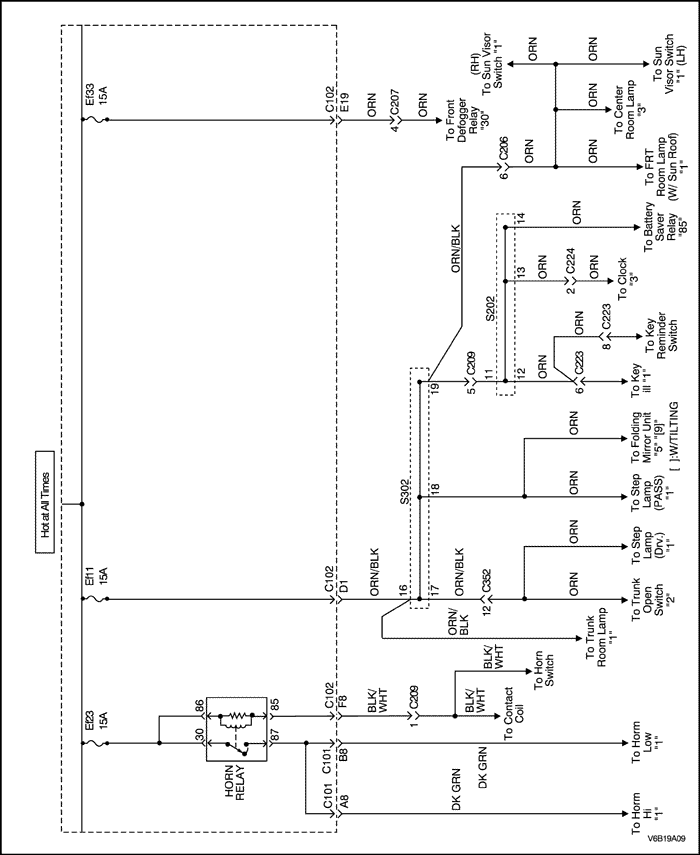 Hot at All Times
Ef23
15A
Ef11
15A
Ef33
15A
30
86
87
85
HORN
RELAY
C101
A8
C101
B8
C102
F8
C102
D1
C102
E19
DK GRN
DK GRN
BLK/
WHT
1
C209
BLK/
WHT
BLK/
WHT
ORN/BLK
16
S302
17
18
19
ORN/
BLK
ORN/BLK
12
C352
ORN
ORN
ORN
ORN
5
C209
ORN/BLK
11
S202
12
13
14
ORN
6
C223
ORN
8
C223
ORN
2
C224
ORN
ORN
6
C206
ORN
ORN
ORN
ORN
ORN
ORN
4
C207
ORN
To Front
Defogger
Relay
"30"
(RH)
To Sun Visor
Switch "1"
To Sun
Visor Switch
"1" (LH)
To Center
Room Lamp
"3"
To FRT
Room Lamp
(W/ Sun Roof)
"1"
To Battery
Saver
Relay
"85"
To Clock
"3"
To Key
Reminder
Switch
To Key
ill "1"
To Folding
Mirror Unit
"5" "[9]"
[ ]:W/TILTING
To Step
Lamp
(PASS)
"1"
To Step
Lamp
(Drv.)
"1"
To Trunk
Open
Switch
"2"
To Trunk
Room Lamp
"1"
To Horn
Switch
To Contact
Coil
To Horm
Low
"1"
To Horm
Hi
"1"
V6B19A09